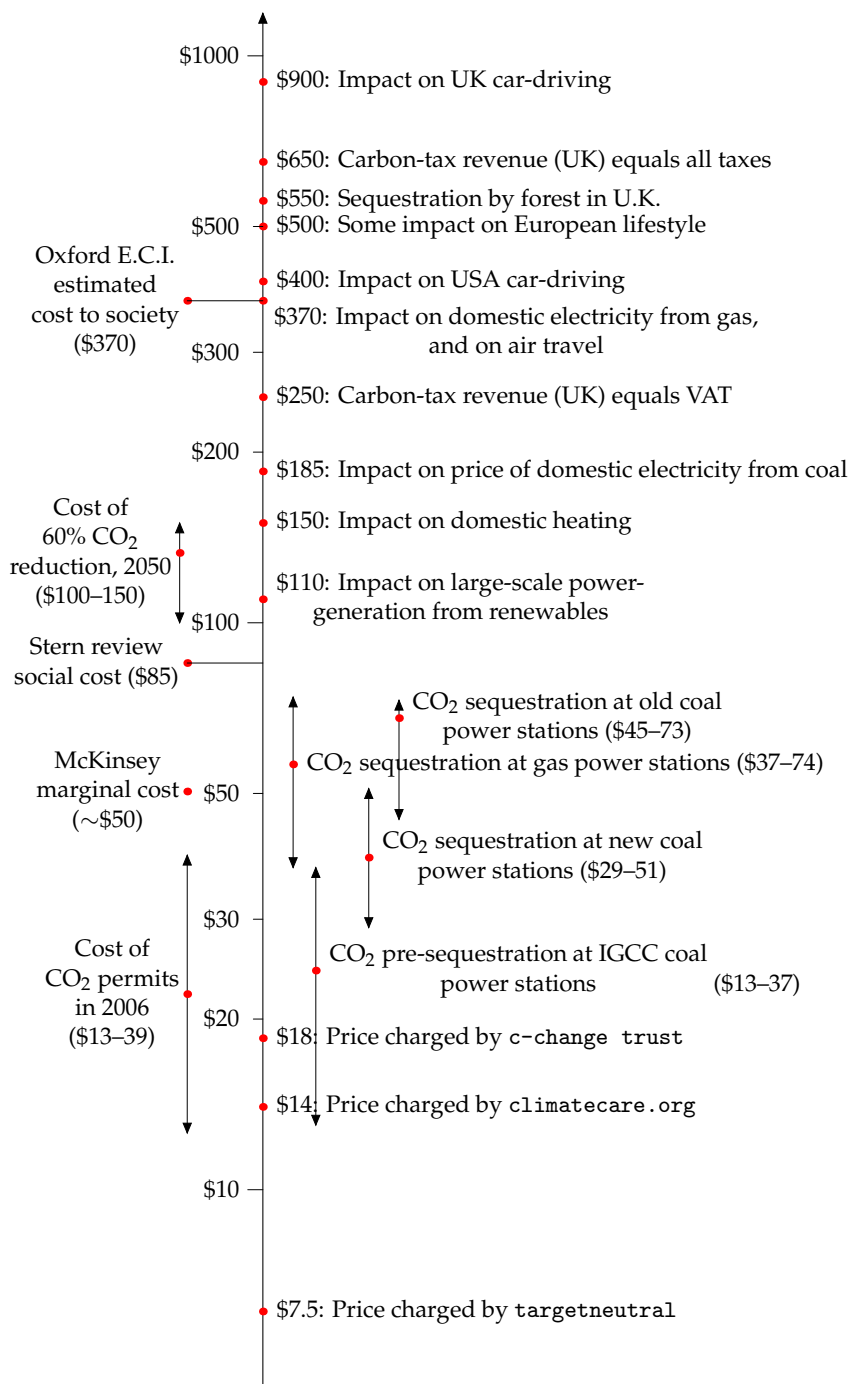 $1000
$900: Impact on UK car-driving
$650: Carbon-tax revenue (UK) equals all taxes
$550: Sequestration by forest in U.K.
$500
$500: Some impact on European lifestyle
Oxford E.C.I.
estimated
cost to society
($370)
$400: Impact on USA car-driving
$370: Impact on domestic electricity from gas,
and on air travel
$300
$250: Carbon-tax revenue (UK) equals VAT
$200
$185: Impact on price of domestic electricity from coal
Cost of
60% CO₂
reduction, 2050
($100–150)
$150: Impact on domestic heating
$110: Impact on large-scale power-
generation from renewables
$100
Stern review
social cost ($85)
CO₂ sequestration at old coal
power stations ($45–73)
CO₂ sequestration at gas power stations ($37–74)
McKinsey
marginal cost
(∼$50)
$50
CO₂ sequestration at new coal
power stations ($29–51)
$30
Cost of
CO₂ permits
in 2006
($13–39)
CO₂ pre-sequestration at IGCC coal
power stations ($13–37)
$20
$18: Price charged by c-change trust
$14: Price charged by climatecare.org
$10
$7.5: Price charged by targetneutral